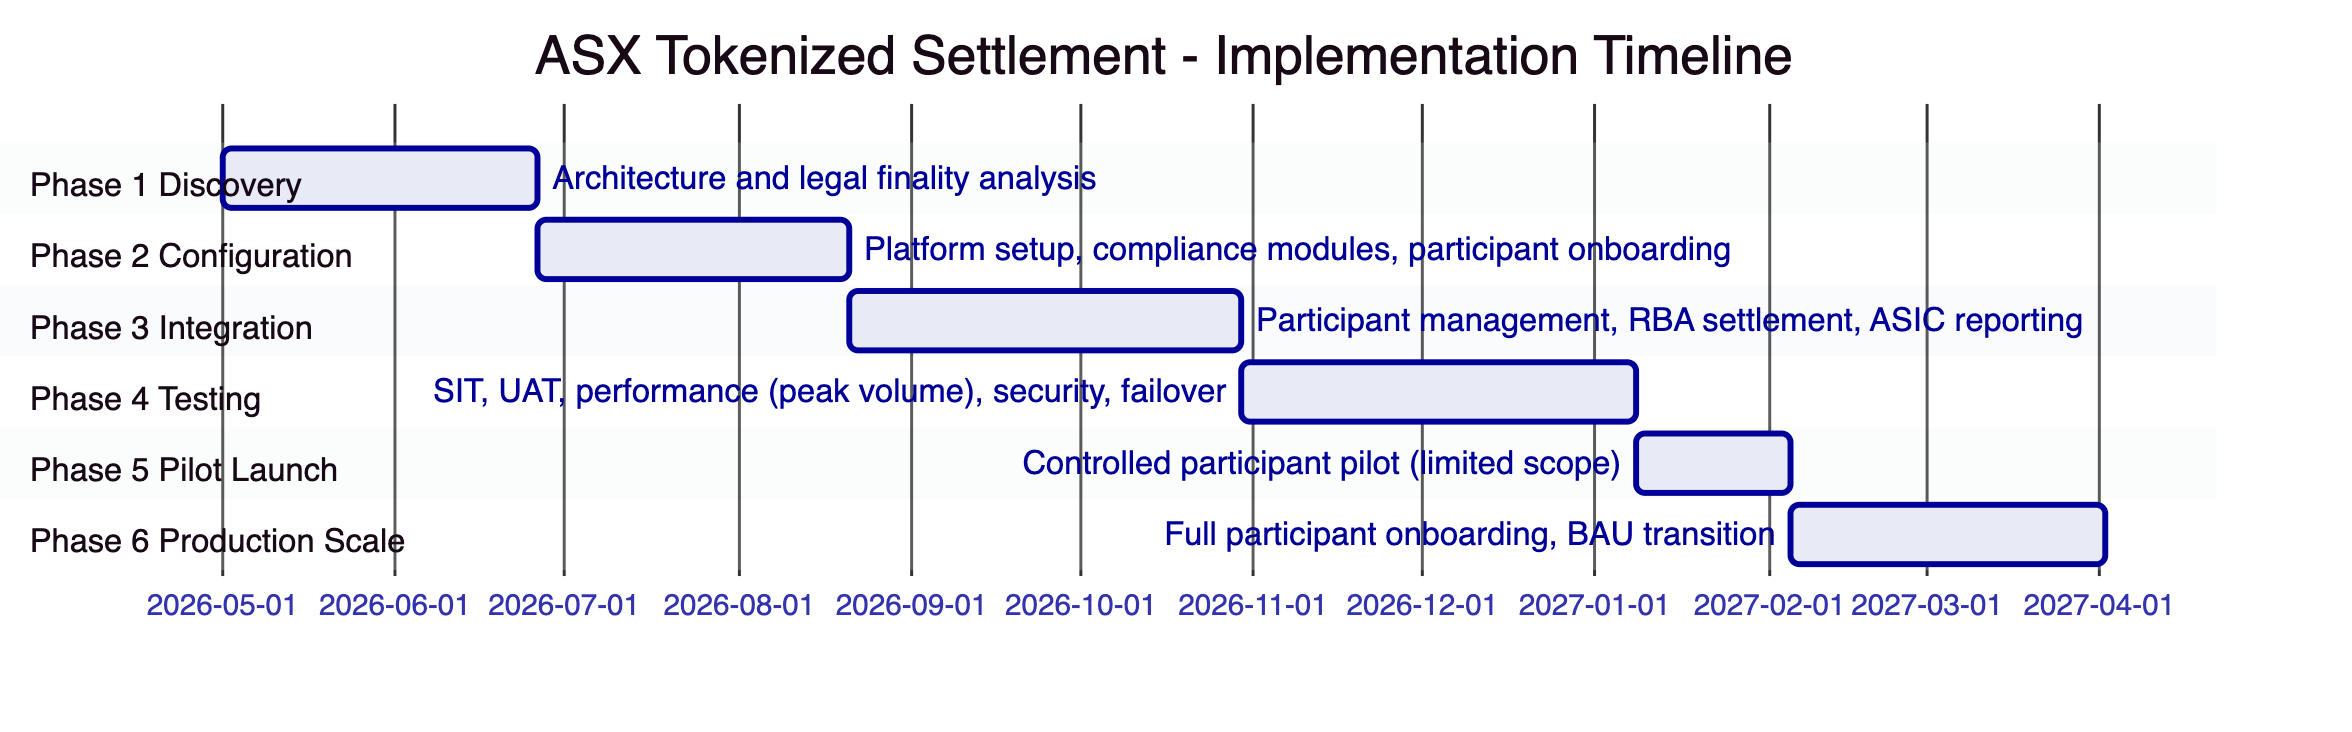 ASX Tokenized Settlement - Implementation Timeline
Phase 1 Discovery
Architecture and legal finality analysis
Phase 2 Configuration
Platform setup, compliance modules, participant onboarding
Phase 3 Integration
Participant management, RBA settlement, ASIC reporting
Phase 4 Testing
SIT, UAT, performance (peak volume), security, failover
Phase 5 Pilot Launch
Controlled participant pilot (limited scope)
Phase 6 Production Scale
Full participant onboarding, BAU transition
2026-05-01 2026-06-01 2026-07-01 2026-08-01 2026-09-01 2026-10-01 2026-11-01 2026-12-01 2027-01-01 2027-02-01 2027-03-01 2027-04-01